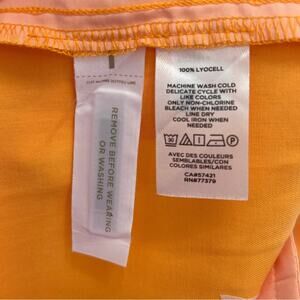 100% LYOCELL
MACHINE WASH COLD
DELICATE CYCLE WITH
LIKE COLORS
ONLY NON-CHLORINE
BLEACH WHEN NEEDED
LINE DRY
COOL IRON WHEN NEEDED
AVEC DES COULEURS
SEMBLABLES/CON
COLORES SIMILARES
CA#57421
RN#77379
REMOVE BEFORE WEARING
OR WASHING